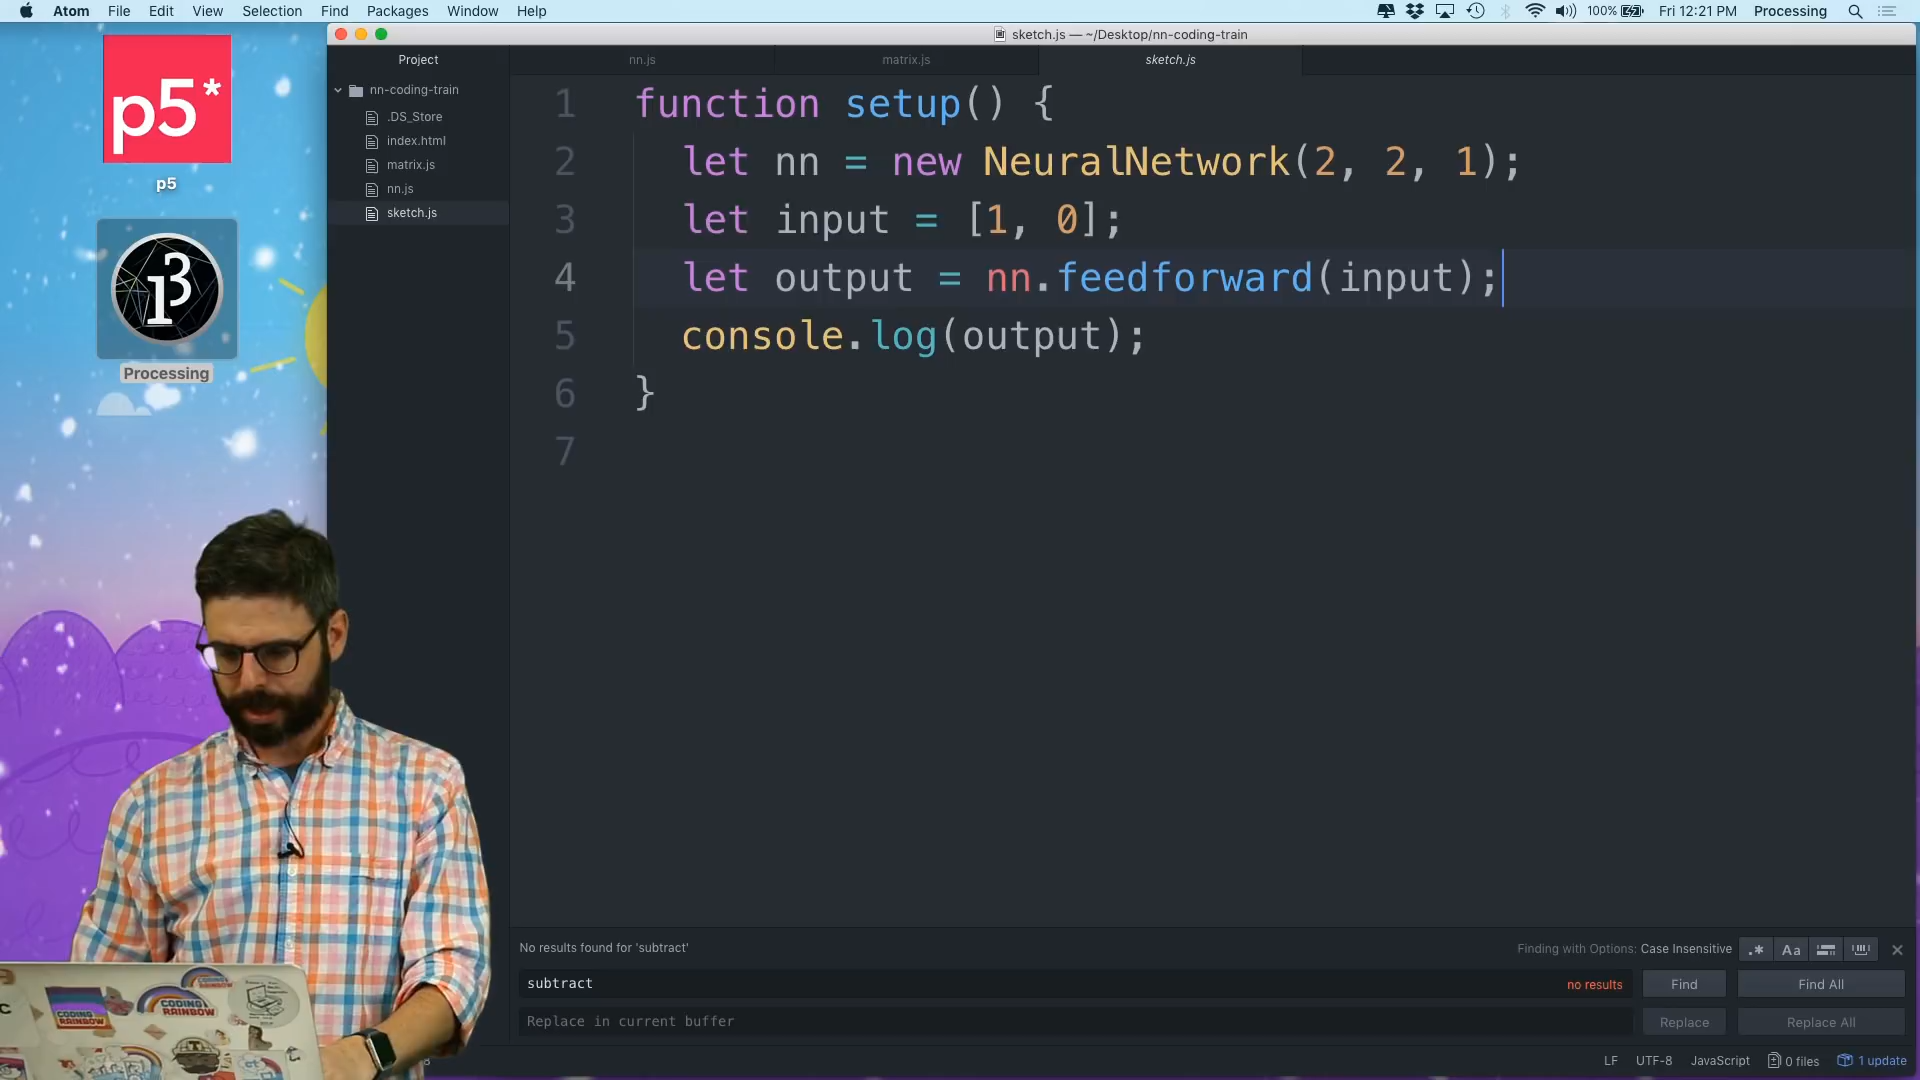 Atom File Edit View Selection Find Packages Window Help
100% Fri 12:21 PM Processing
sketch.js — ~/Desktop/nn-coding-train
p5*
p5
Processing
Project
nn-coding-train
.DS_Store
index.html
matrix.js
nn.js
sketch.js
nn.js matrix.js sketch.js
1 function setup() {
2 let nn = new NeuralNetwork(2, 2, 1);
3 let input = [1, 0];
4 let output = nn.feedforward(input);
5 console.log(output);
6 }
7
No results found for 'subtract'
Finding with Options: Case Insensitive
.* Aa
subtract no results Find Find All
Replace in current buffer Replace Replace All
LF UTF-8 JavaScript 0 files 1 update
CODING RAINBOW
CODING RAINBOW